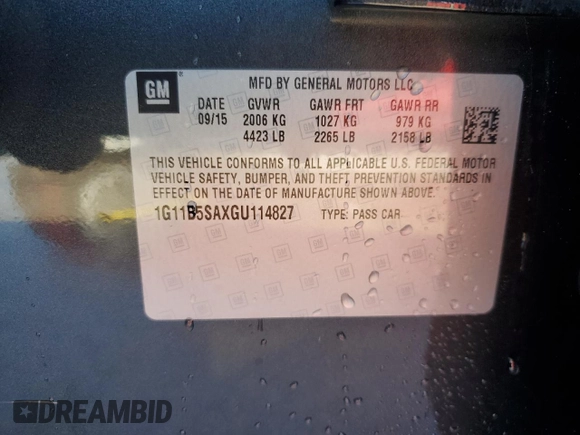 GM
MFD BY GENERAL MOTORS LLC
DATE GVWR GAWR FRT GAWR RR
09/15 2006 KG 1027 KG 979 KG
4423 LB 2265 LB 2158 LB
THIS VEHICLE CONFORMS TO ALL APPLICABLE U.S. FEDERAL MOTOR
VEHICLE SAFETY, BUMPER, AND THEFT PREVENTION STANDARDS IN
EFFECT ON THE DATE OF MANUFACTURE SHOWN ABOVE.
1G11B5SAXGU114827 TYPE: PASS CAR
DREAMBID